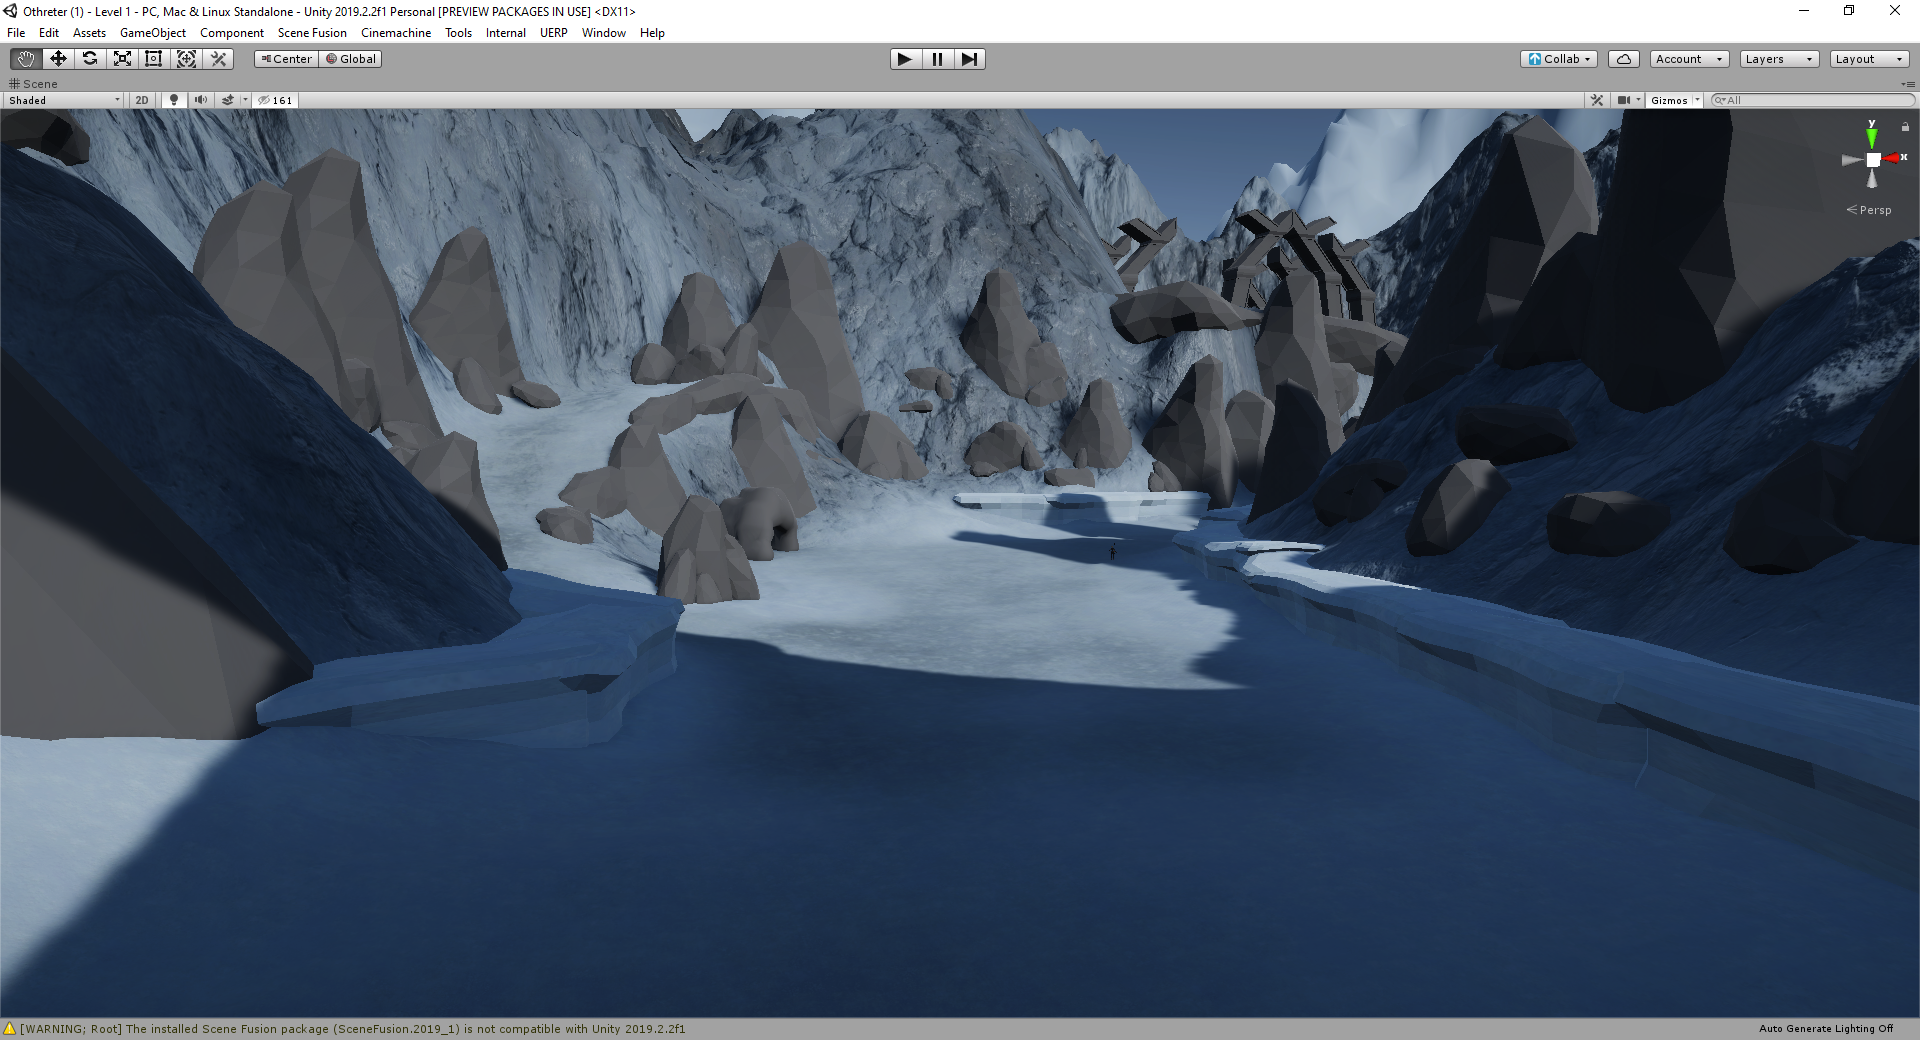 Othreter (1) - Level 1 - PC, Mac & Linux Standalone - Unity 2019.2.2f1 Personal [PREVIEW PACKAGES IN USE] <DX11>
File Edit Assets GameObject Component Scene Fusion Cinemachine Tools Internal UERP Window Help
Center Global Collab Account Layers Layout
Scene
Shaded 2D 161 Gizmos All
y
x
Persp
[WARNING; Root] The installed Scene Fusion package (SceneFusion.2019_1) is not compatible with Unity 2019.2.2f1 Auto Generate Lighting Off